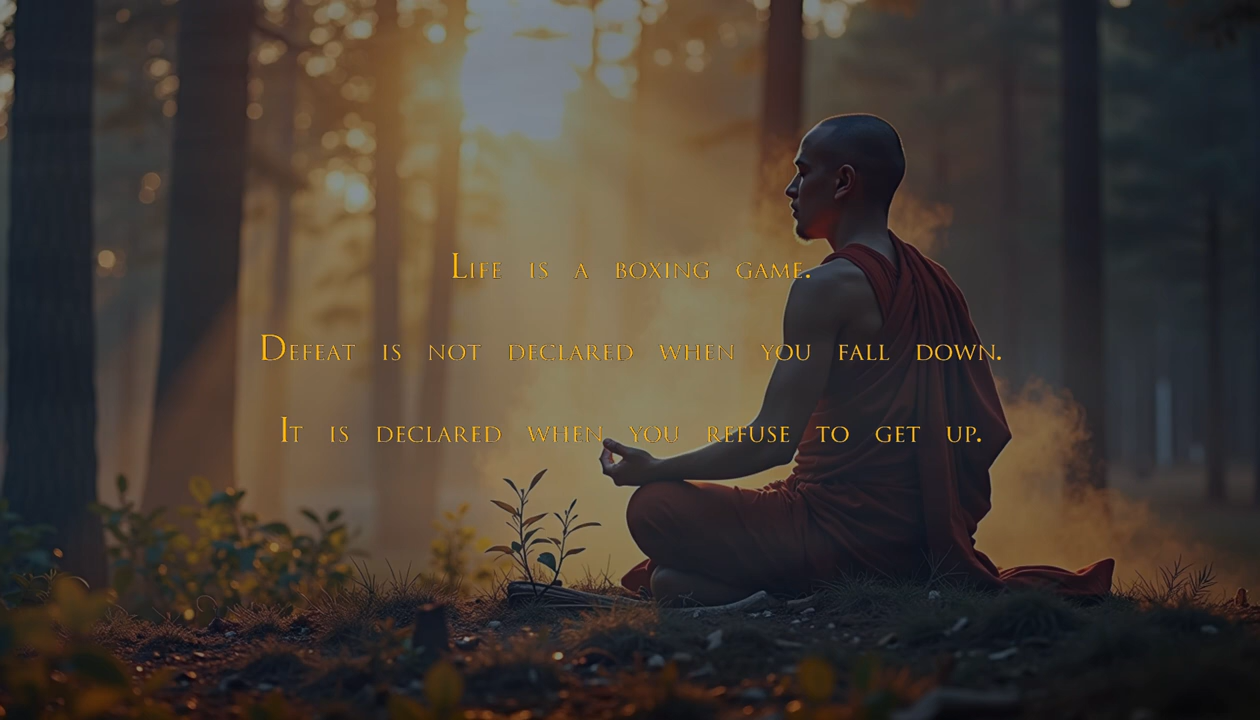 Life is a boxing game.
Defeat is not declared when you fall down.
It is declared when you refuse to get up.